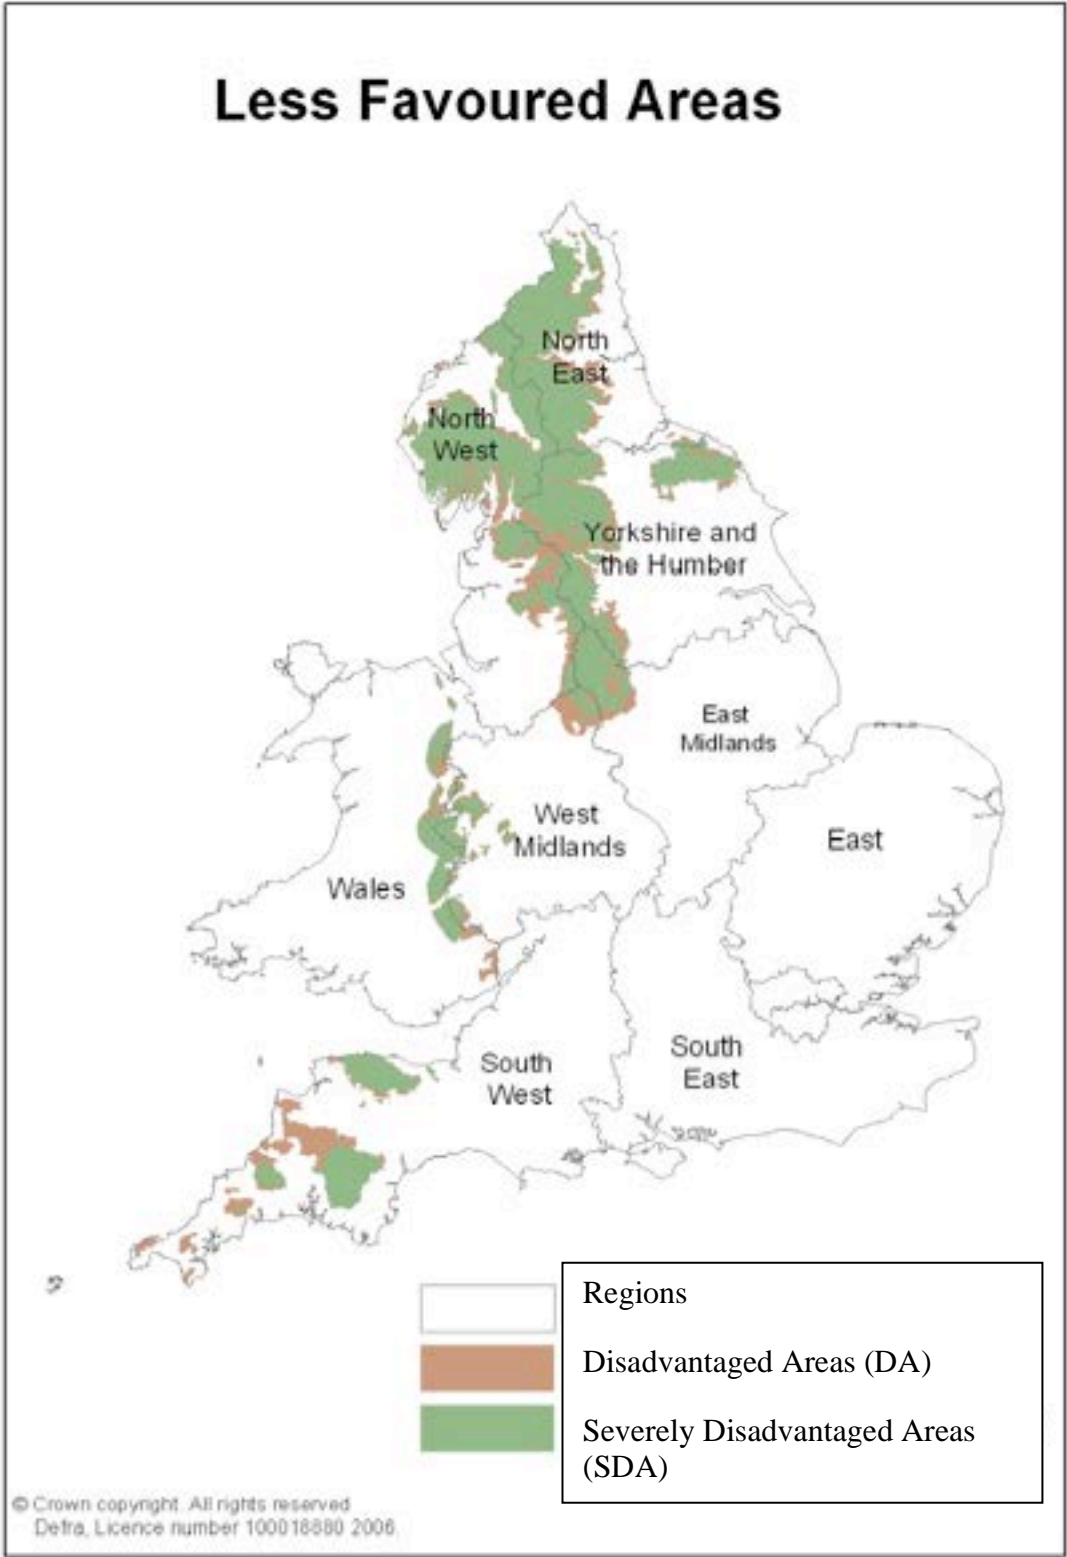 Less Favoured Areas
North
East
North
West
Yorkshire and
the Humber
East
Midlands
West
Midlands
East
Wales
South
West
South
East
Regions
Disadvantaged Areas (DA)
Severely Disadvantaged Areas
(SDA)
© Crown copyright. All rights reserved
Defra, Licence number 100018880 2006